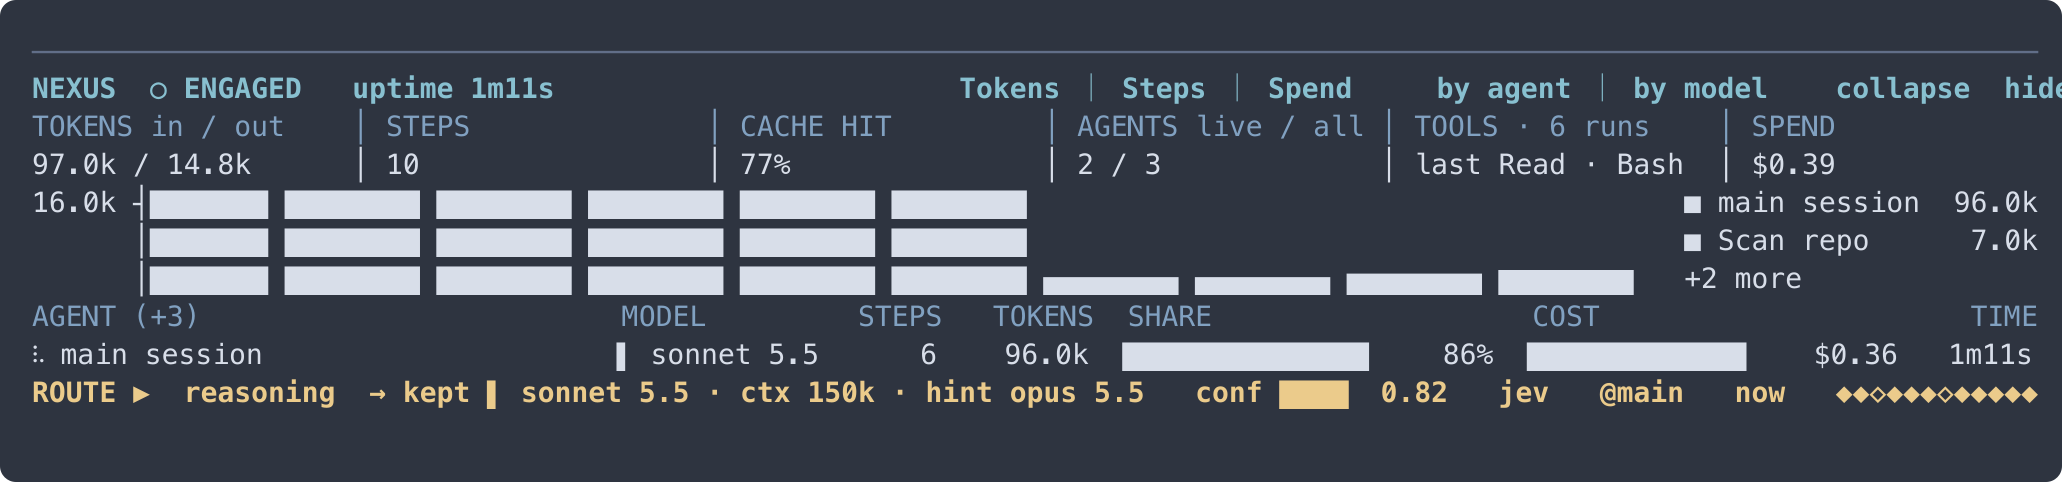 NEXUS ○ ENGAGED uptime 1m11s Tokens │ Steps │ Spend by agent │ by model collapse hide
TOKENS in / out │ STEPS │ CACHE HIT │ AGENTS live / all │ TOOLS · 6 runs │ SPEND
97.0k / 14.8k │ 10 │ 77% │ 2 / 3 │ last Read · Bash │ $0.39
16.0k ■ main session 96.0k
■ Scan repo 7.0k
+2 more
AGENT (+3) MODEL STEPS TOKENS SHARE COST TIME
main session sonnet 5.5 6 96.0k 86% $0.36 1m11s
ROUTE ▶ reasoning → kept ▌ sonnet 5.5 · ctx 150k · hint opus 5.5 conf 0.82 jev @main now ◆◆◇◆◆◆◇◆◆◆◆◆